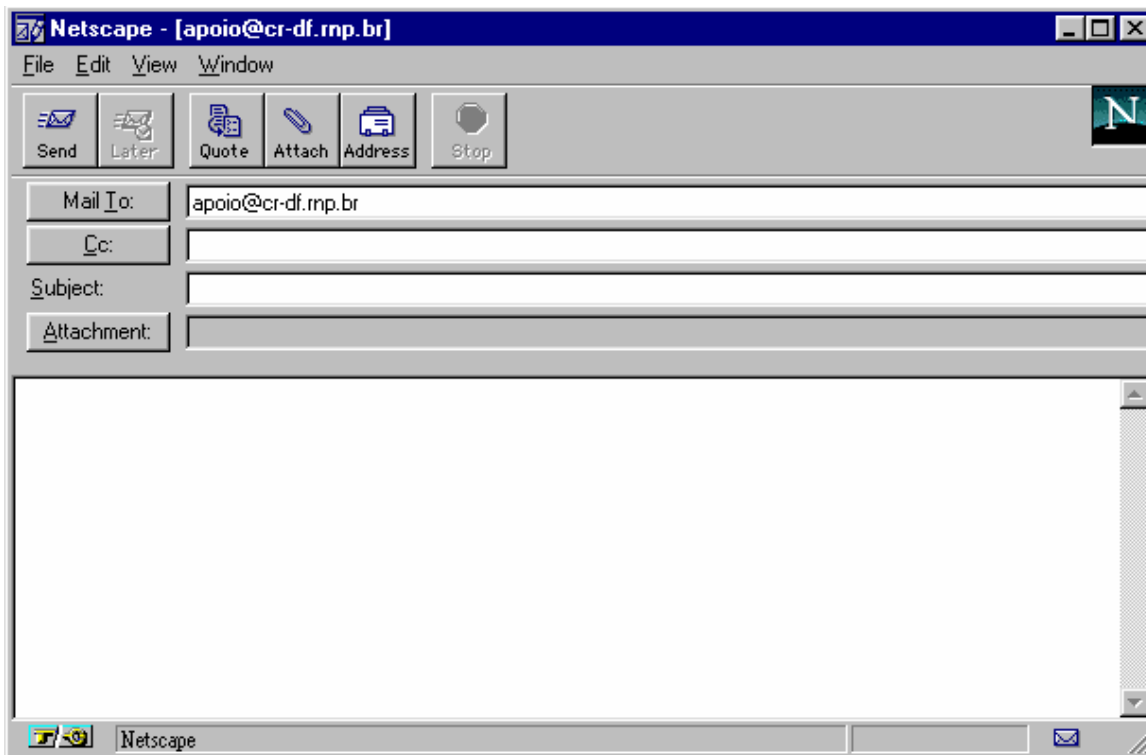 Netscape - [apoio@cr-df.rnp.br]
File Edit View Window
Send Later Quote Attach Address Stop
N
Mail To: apoio@cr-df.rnp.br
Cc:
Subject:
Attachment:
Netscape